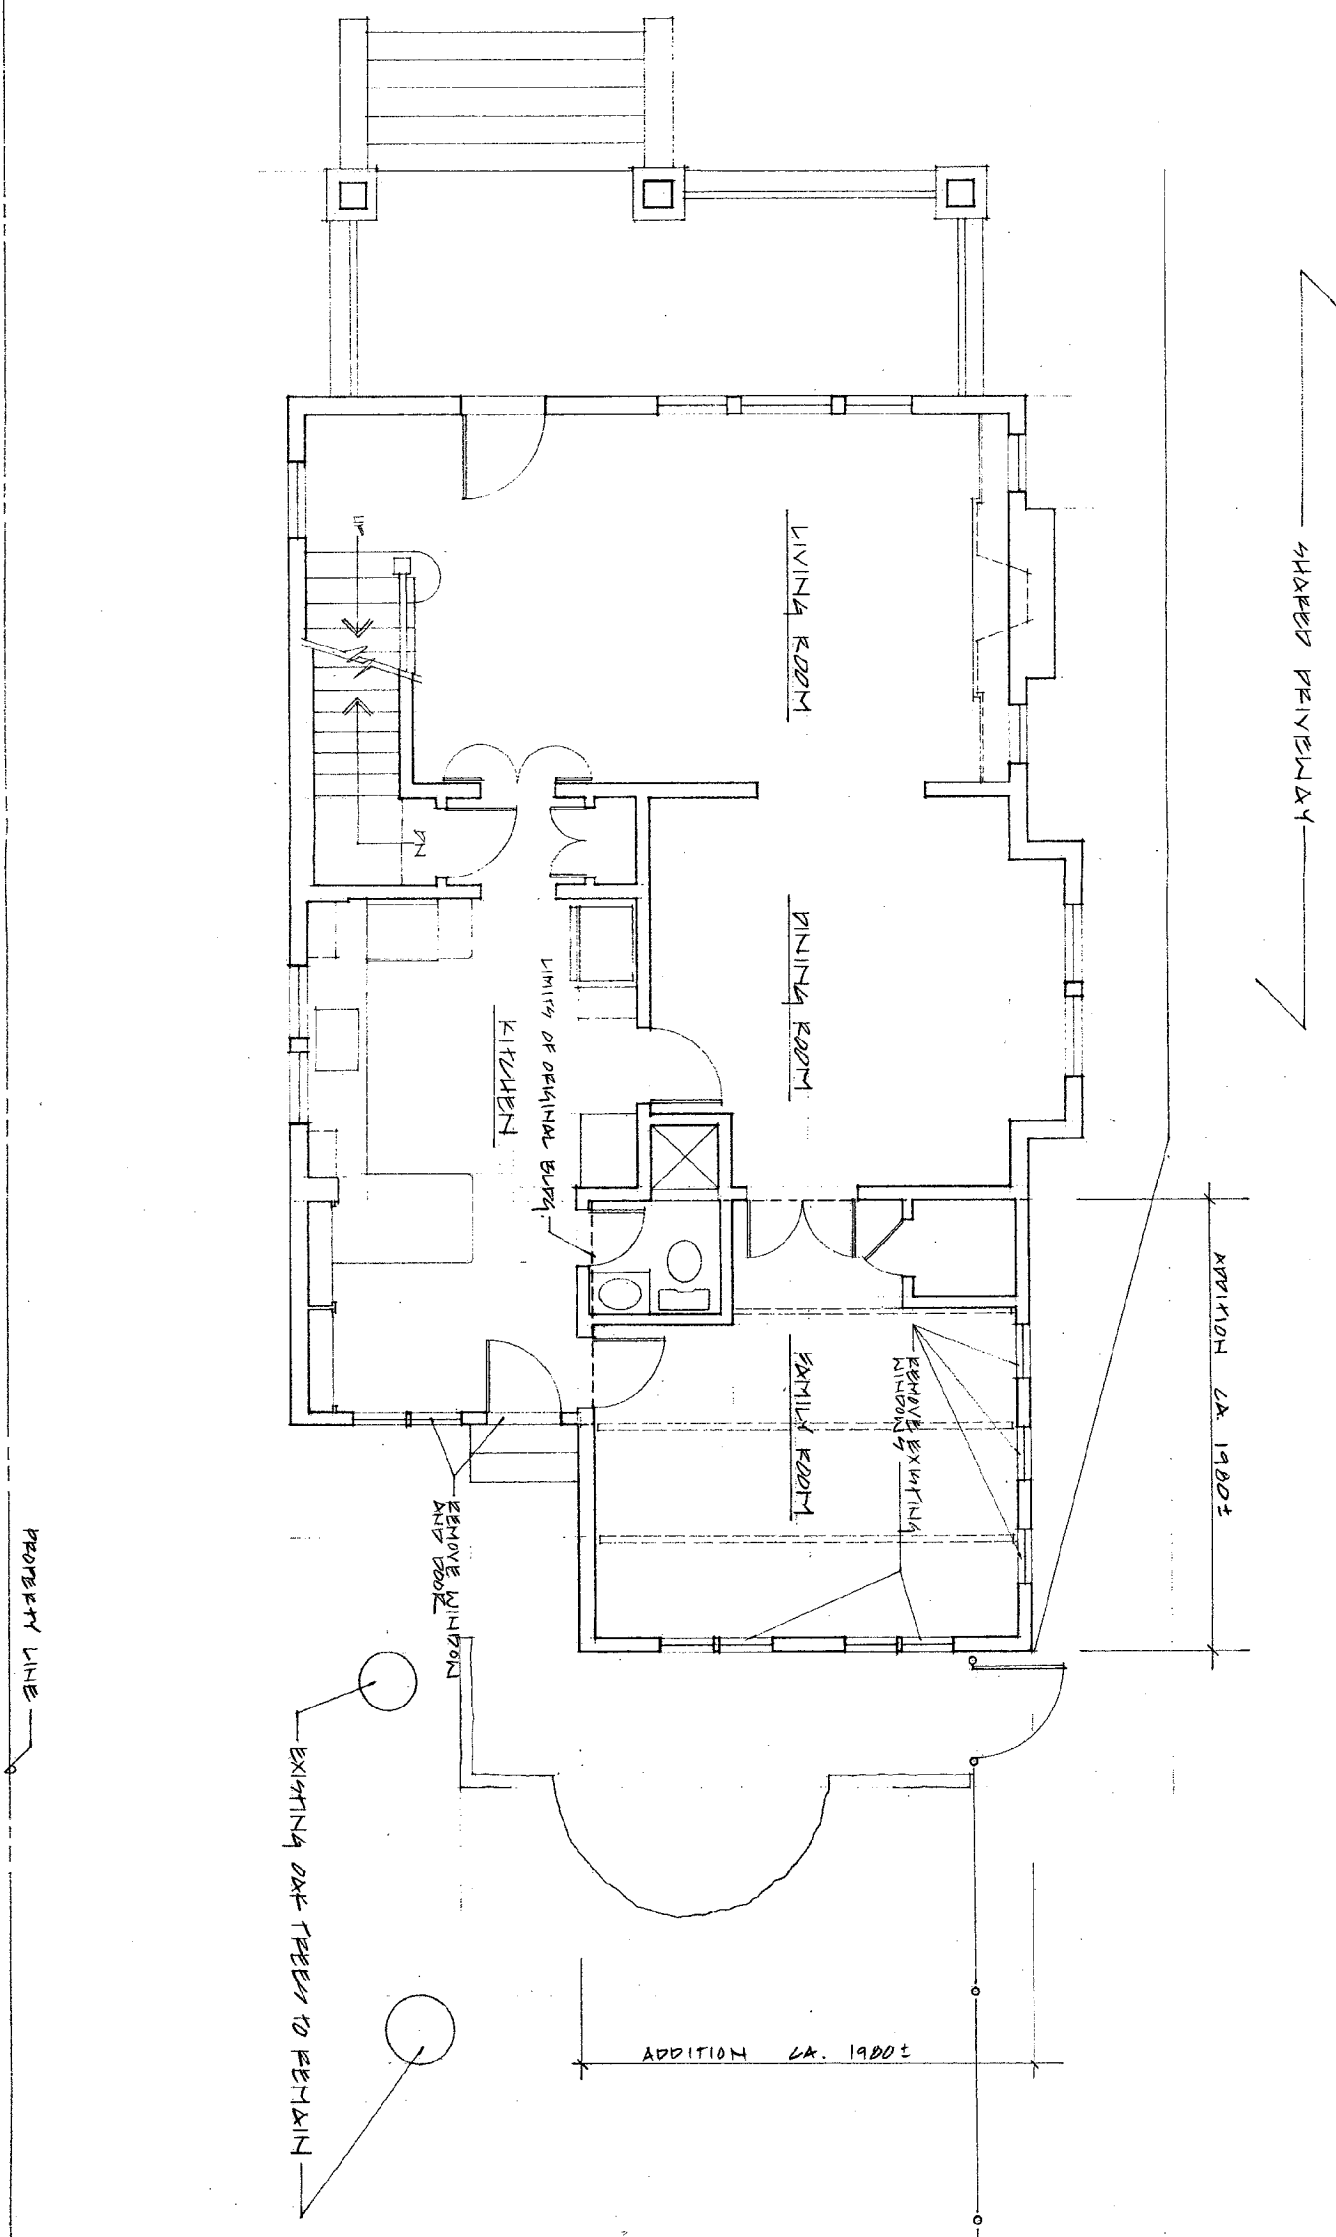 SHARED DRIVEWAY
UP
LIVING ROOM
DN
DINING ROOM
KITCHEN
LIMITS OF ORIGINAL BLDG.
FAMILY ROOM
REMOVE EXISTING
WINDOWS
ADDITION CA. 1980±
REMOVE WINDOW
AND DOOR
PROPERTY LINE
EXISTING OAK TREES TO REMAIN
ADDITION CA. 1980±